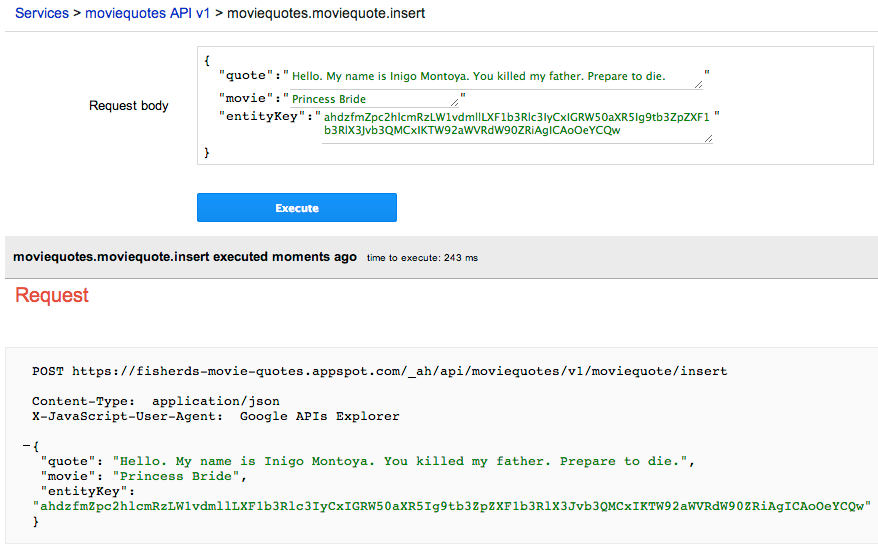 Services > moviequotes API v1 > moviequotes.moviequote.insert
{
"quote":"Hello. My name is Inigo Montoya. You killed my father. Prepare to die."
Request body
"movie":"Princess Bride"
"entityKey":"ahdzfmZpc2hlcmRzLW1vdmllLXF1b3Rlc3IyCxIGRW50aXR5Ig9tb3ZpZXF1
b3RlX3Jvb3QMCxIKTW92aWVRdW90ZRiAgICAoOeYCQw"
}
Execute
moviequotes.moviequote.insert executed moments ago time to execute: 243 ms
Request
POST https://fisherds-movie-quotes.appspot.com/_ah/api/moviequotes/v1/moviequote/insert
Content-Type: application/json
X-JavaScript-User-Agent: Google APIs Explorer
−{
"quote": "Hello. My name is Inigo Montoya. You killed my father. Prepare to die.",
"movie": "Princess Bride",
"entityKey":
"ahdzfmZpc2hlcmRzLW1vdmllLXF1b3Rlc3IyCxIGRW50aXR5Ig9tb3ZpZXF1b3RlX3Jvb3QMCxIKTW92aWVRdW90ZRiAgICAoOeYCQw"
}